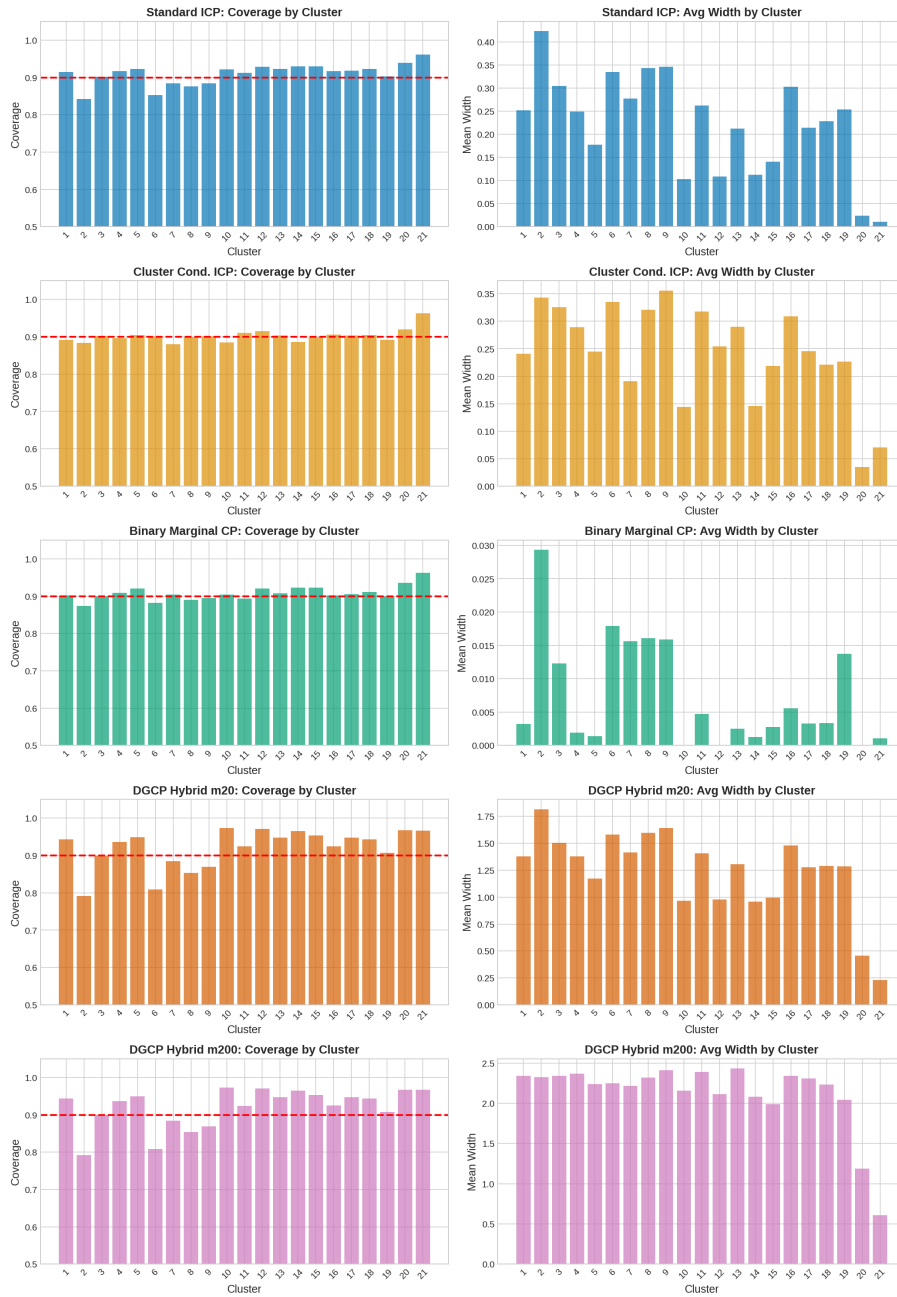 Standard ICP: Coverage by Cluster
1.0
0.9
0.8
0.7
0.6
0.5
Coverage
1 2 3 4 5 6 7 8 9 10 11 12 13 14 15 16 17 18 19 20 21
Cluster
Standard ICP: Avg Width by Cluster
0.40
0.35
0.30
0.25
0.20
0.15
0.10
0.05
0.00
Mean Width
1 2 3 4 5 6 7 8 9 10 11 12 13 14 15 16 17 18 19 20 21
Cluster
Cluster Cond. ICP: Coverage by Cluster
1.0
0.9
0.8
0.7
0.6
0.5
Coverage
1 2 3 4 5 6 7 8 9 10 11 12 13 14 15 16 17 18 19 20 21
Cluster
Cluster Cond. ICP: Avg Width by Cluster
0.35
0.30
0.25
0.20
0.15
0.10
0.05
0.00
Mean Width
1 2 3 4 5 6 7 8 9 10 11 12 13 14 15 16 17 18 19 20 21
Cluster
Binary Marginal CP: Coverage by Cluster
1.0
0.9
0.8
0.7
0.6
0.5
Coverage
1 2 3 4 5 6 7 8 9 10 11 12 13 14 15 16 17 18 19 20 21
Cluster
Binary Marginal CP: Avg Width by Cluster
0.030
0.025
0.020
0.015
0.010
0.005
0.000
Mean Width
1 2 3 4 5 6 7 8 9 10 11 12 13 14 15 16 17 18 19 20 21
Cluster
DGCP Hybrid m20: Coverage by Cluster
1.0
0.9
0.8
0.7
0.6
0.5
Coverage
1 2 3 4 5 6 7 8 9 10 11 12 13 14 15 16 17 18 19 20 21
Cluster
DGCP Hybrid m20: Avg Width by Cluster
1.75
1.50
1.25
1.00
0.75
0.50
0.25
0.00
Mean Width
1 2 3 4 5 6 7 8 9 10 11 12 13 14 15 16 17 18 19 20 21
Cluster
DGCP Hybrid m200: Coverage by Cluster
1.0
0.9
0.8
0.7
0.6
0.5
Coverage
1 2 3 4 5 6 7 8 9 10 11 12 13 14 15 16 17 18 19 20 21
Cluster
DGCP Hybrid m200: Avg Width by Cluster
2.5
2.0
1.5
1.0
0.5
0.0
Mean Width
1 2 3 4 5 6 7 8 9 10 11 12 13 14 15 16 17 18 19 20 21
Cluster